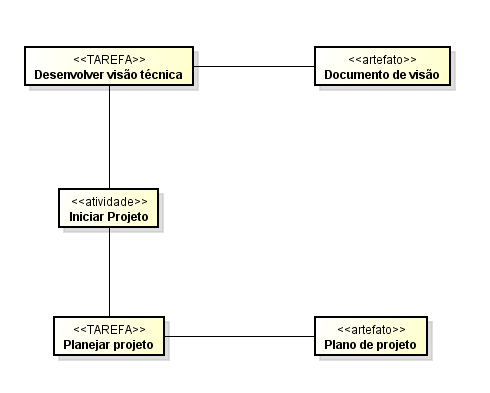 <<TAREFA>>
Desenvolver visão técnica
<<artefato>>
Documento de visão
<<atividade>>
Iniciar Projeto
<<TAREFA>>
Planejar projeto
<<artefato>>
Plano de projeto